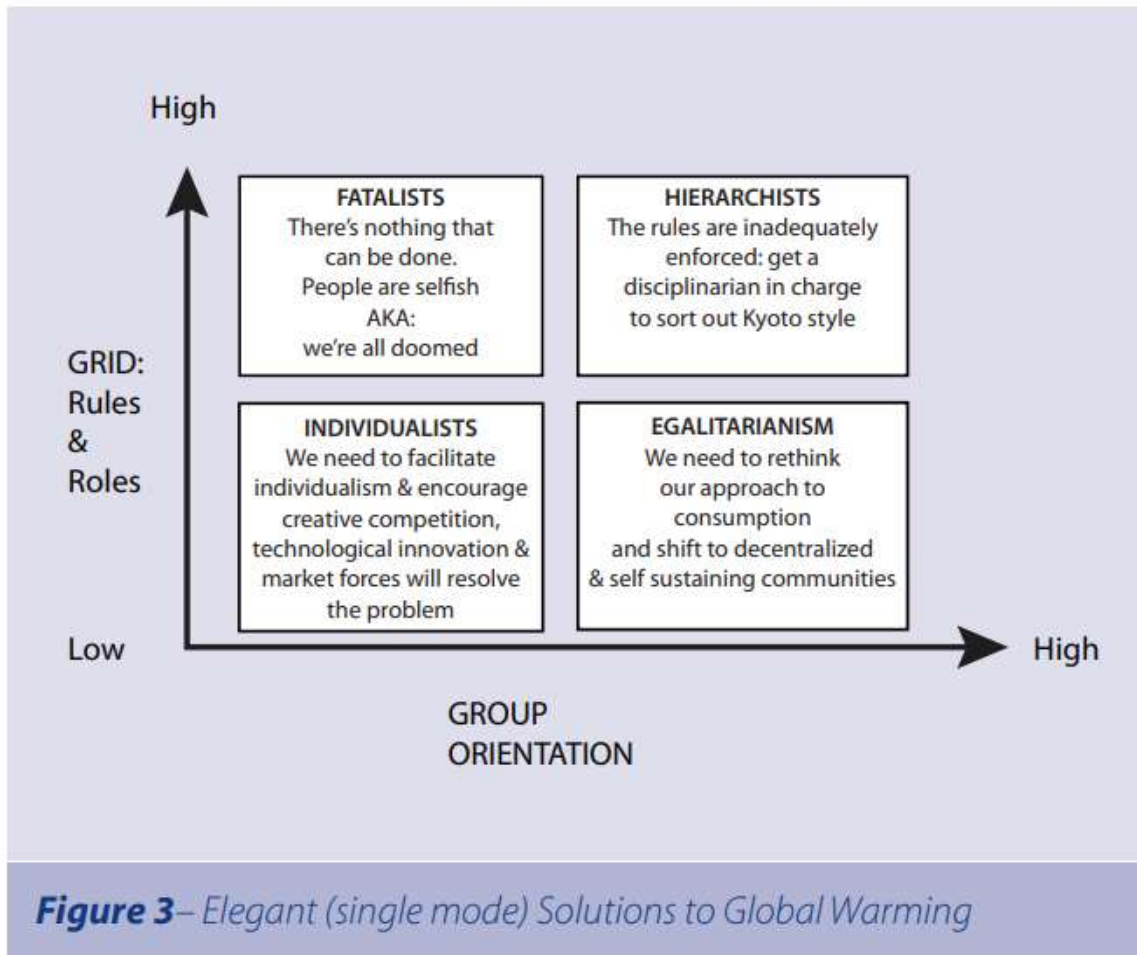 High
FATALISTS
There's nothing that
can be done.
People are selfish
AKA:
we're all doomed
HIERARCHISTS
The rules are inadequately
enforced: get a
disciplinarian in charge
to sort out Kyoto style
GRID:
Rules
&
Roles
INDIVIDUALISTS
We need to facilitate
individualism & encourage
creative competition,
technological innovation &
market forces will resolve
the problem
EGALITARIANISM
We need to rethink
our approach to
consumption
and shift to decentralized
& self sustaining communities
Low
High
GROUP
ORIENTATION
Figure 3– Elegant (single mode) Solutions to Global Warming